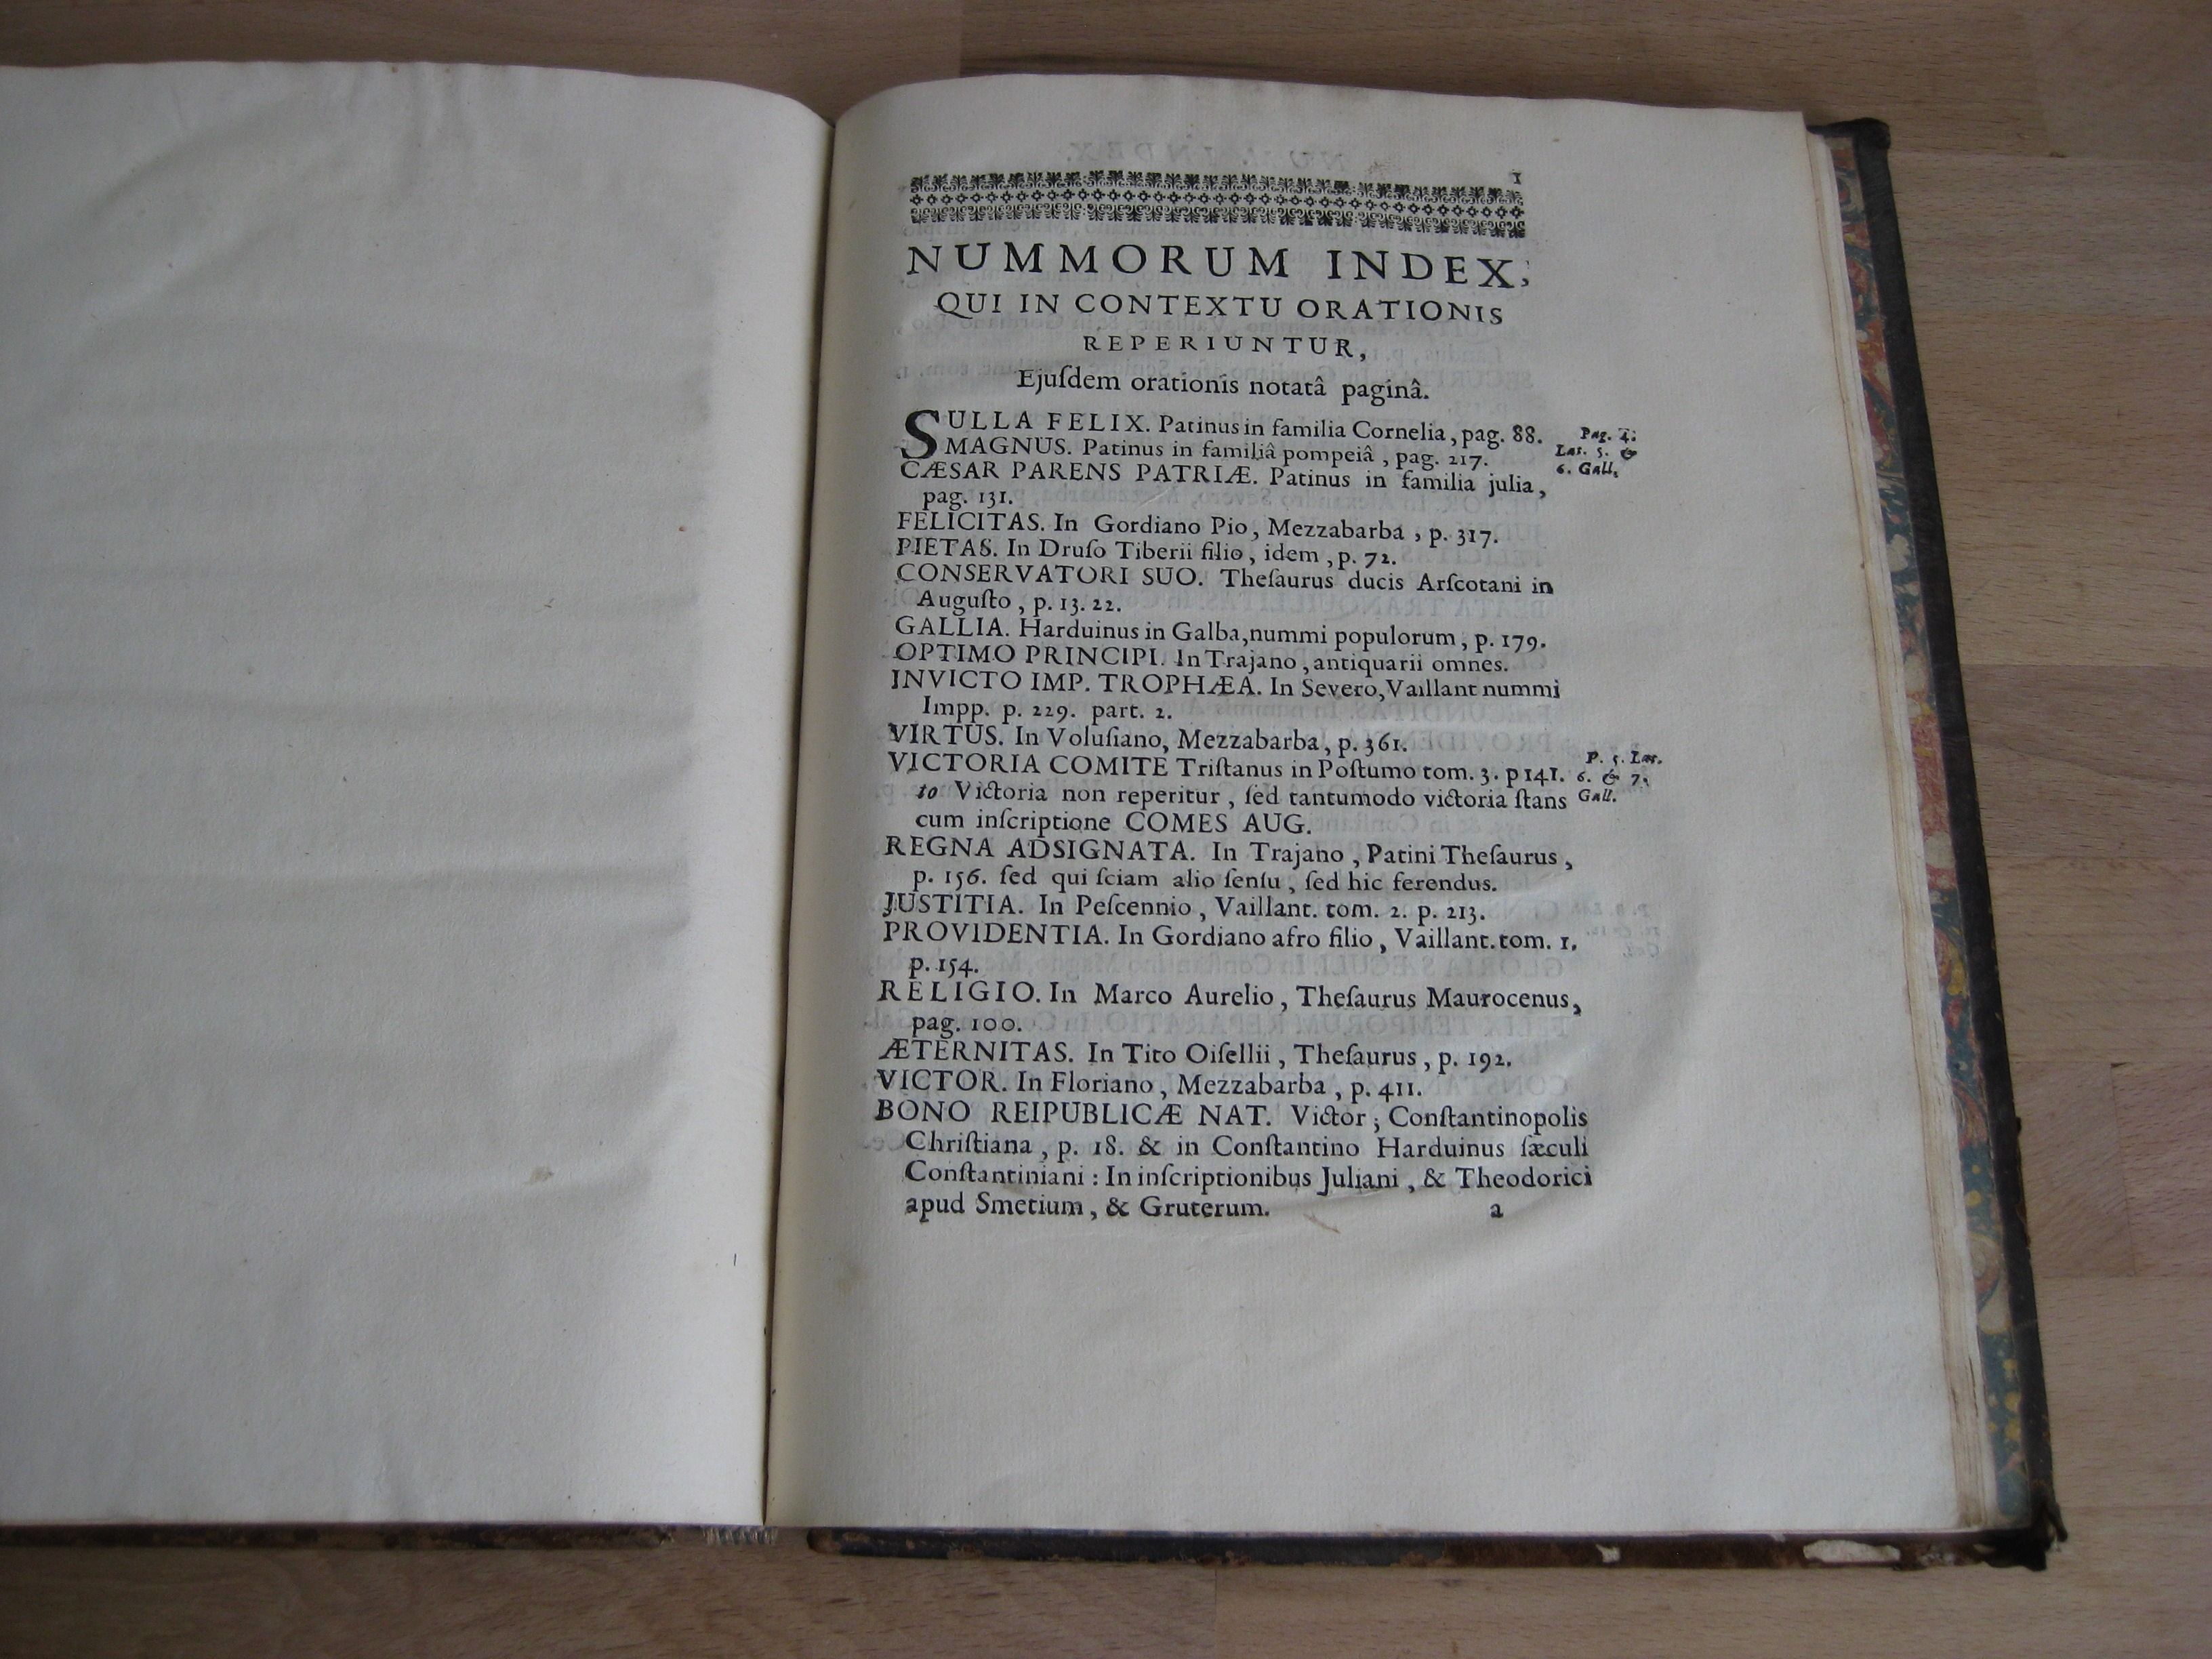 1
NUMMORUM INDEX,
QUI IN CONTEXTU ORATIONIS
REPERIUNTUR,
Ejuſdem orationis notatâ paginâ.
SULLA FELIX. Patinus in familia Cornelia, pag. 88.
Pag. 4.
MAGNUS. Patinus in familiâ pompeiâ, pag. 217.
Lat. 5. &
CÆSAR PARENS PATRIÆ. Patinus in familia julia,
6. Gall.
pag. 131.
FELICITAS. In Gordiano Pio, Mezzabarba, p. 317.
PIETAS. In Druſo Tiberii filio, idem, p. 72.
CONSERVATORI SUO. Theſaurus ducis Arſcotani in
Auguſto, p. 13. 22.
GALLIA. Harduinus in Galba, nummi populorum, p. 179.
OPTIMO PRINCIPI. In Trajano, antiquarii omnes.
INVICTO IMP. TROPHÆA. In Severo, Vaillant nummi
Impp. p. 229. part. 2.
VIRTUS. In Voluſiano, Mezzabarba, p. 361.
VICTORIA COMITE Triſtanus in Poſtumo tom. 3. p 141.
P. 5. Lat.
6. & 7.
to Victoria non reperitur, ſed tantumodo victoria ſtans
Gall.
cum inſcriptione COMES AUG.
REGNA ADSIGNATA. In Trajano, Patini Theſaurus,
p. 156. ſed qui ſciam alio ſenſu, ſed hic ferendus.
JUSTITIA. In Peſcennio, Vaillant. tom. 2. p. 213.
PROVIDENTIA. In Gordiano afro filio, Vaillant. tom. 1.
p. 154.
RELIGIO. In Marco Aurelio, Theſaurus Maurocenus,
pag. 100.
ÆTERNITAS. In Tito Oiſellii, Theſaurus, p. 192.
VICTOR. In Floriano, Mezzabarba, p. 411.
BONO REIPUBLICÆ NAT. Victor; Conſtantinopolis
Chriſtiana, p. 18. & in Conſtantino Harduinus ſæculi
Conſtantiniani: In inſcriptionibus Juliani, & Theodorici
apud Smetium, & Gruterum.
a